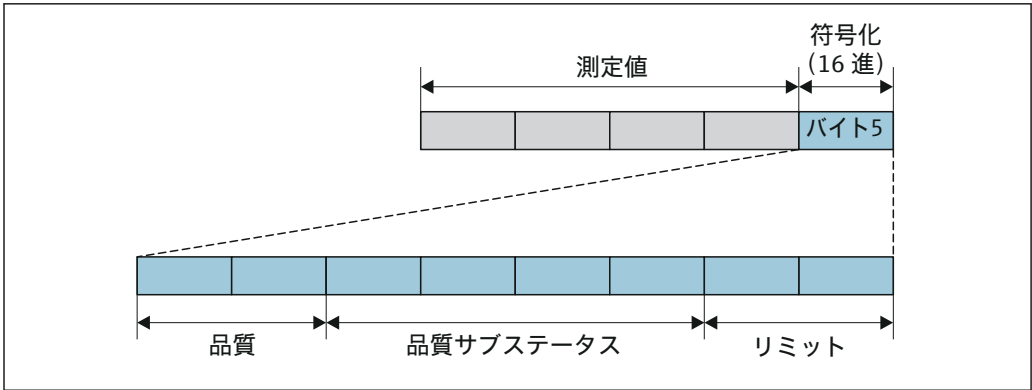 符号化
(16 進)
測定値
バイト5
品質
品質サブステータス
リミット